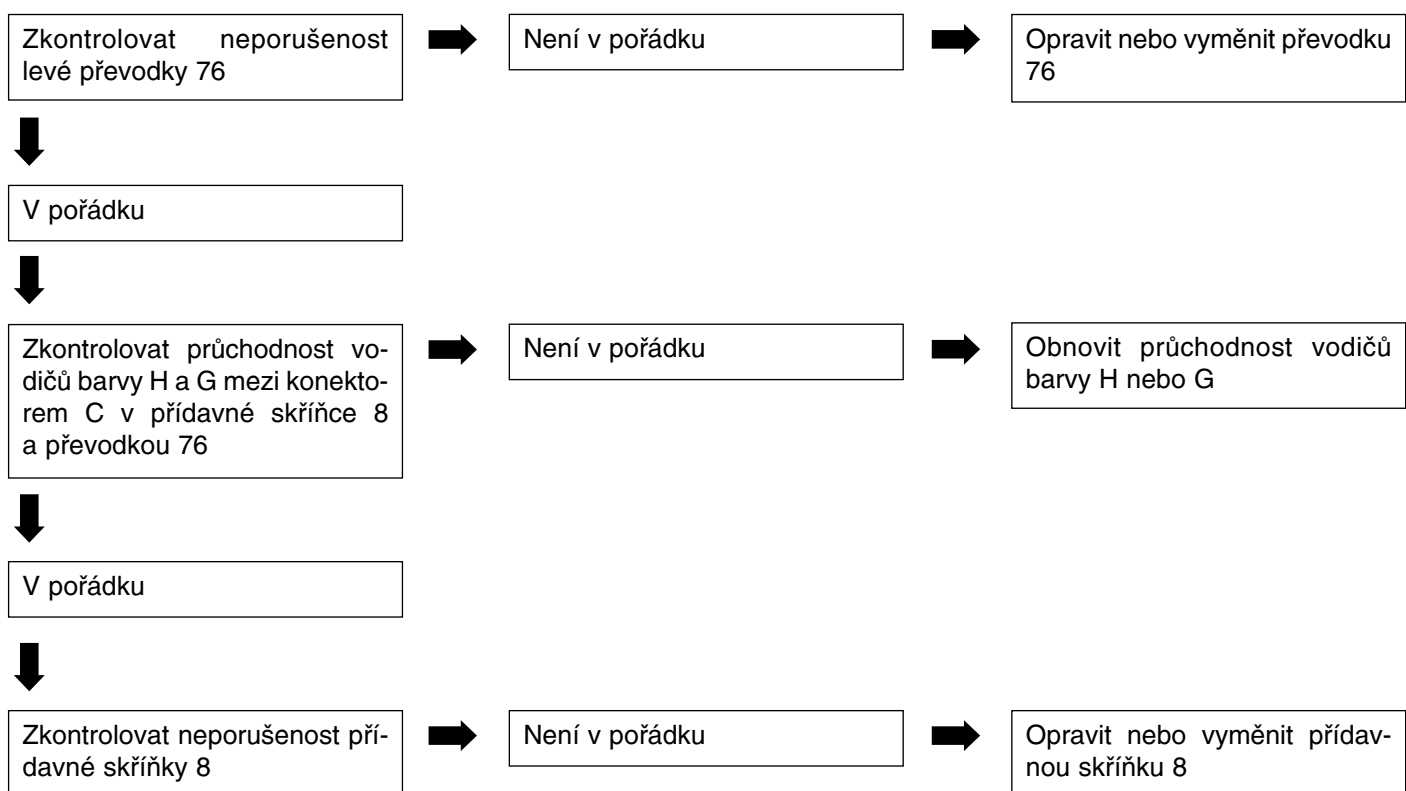 Zkontrolovat neporušenost
levé převodky 76
Není v pořádku
Opravit nebo vyměnit převodku
76
V pořádku
Zkontrolovat průchodnost vo-
dičů barvy H a G mezi konekto-
rem C v přídavné skříňce 8
a převodkou 76
Není v pořádku
Obnovit průchodnost vodičů
barvy H nebo G
V pořádku
Zkontrolovat neporušenost pří-
davné skříňky 8
Není v pořádku
Opravit nebo vyměnit přídav-
nou skříňku 8